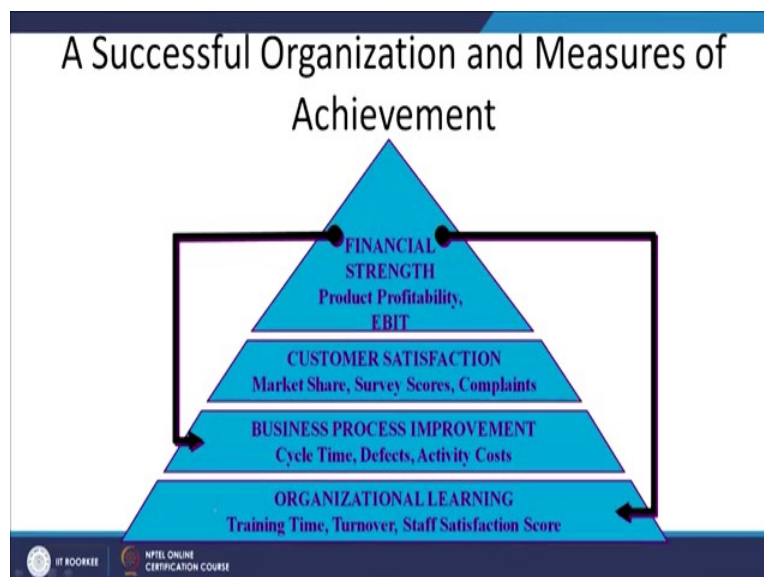 A Successful Organization and Measures of
Achievement
FINANCIAL
STRENGTH
Product Profitability,
EBIT
CUSTOMER SATISFACTION
Market Share, Survey Scores, Complaints
BUSINESS PROCESS IMPROVEMENT
Cycle Time, Defects, Activity Costs
ORGANIZATIONAL LEARNING
Training Time, Turnover, Staff Satisfaction Score
IIT ROORKEE
NPTEL ONLINE
CERTIFICATION COURSE